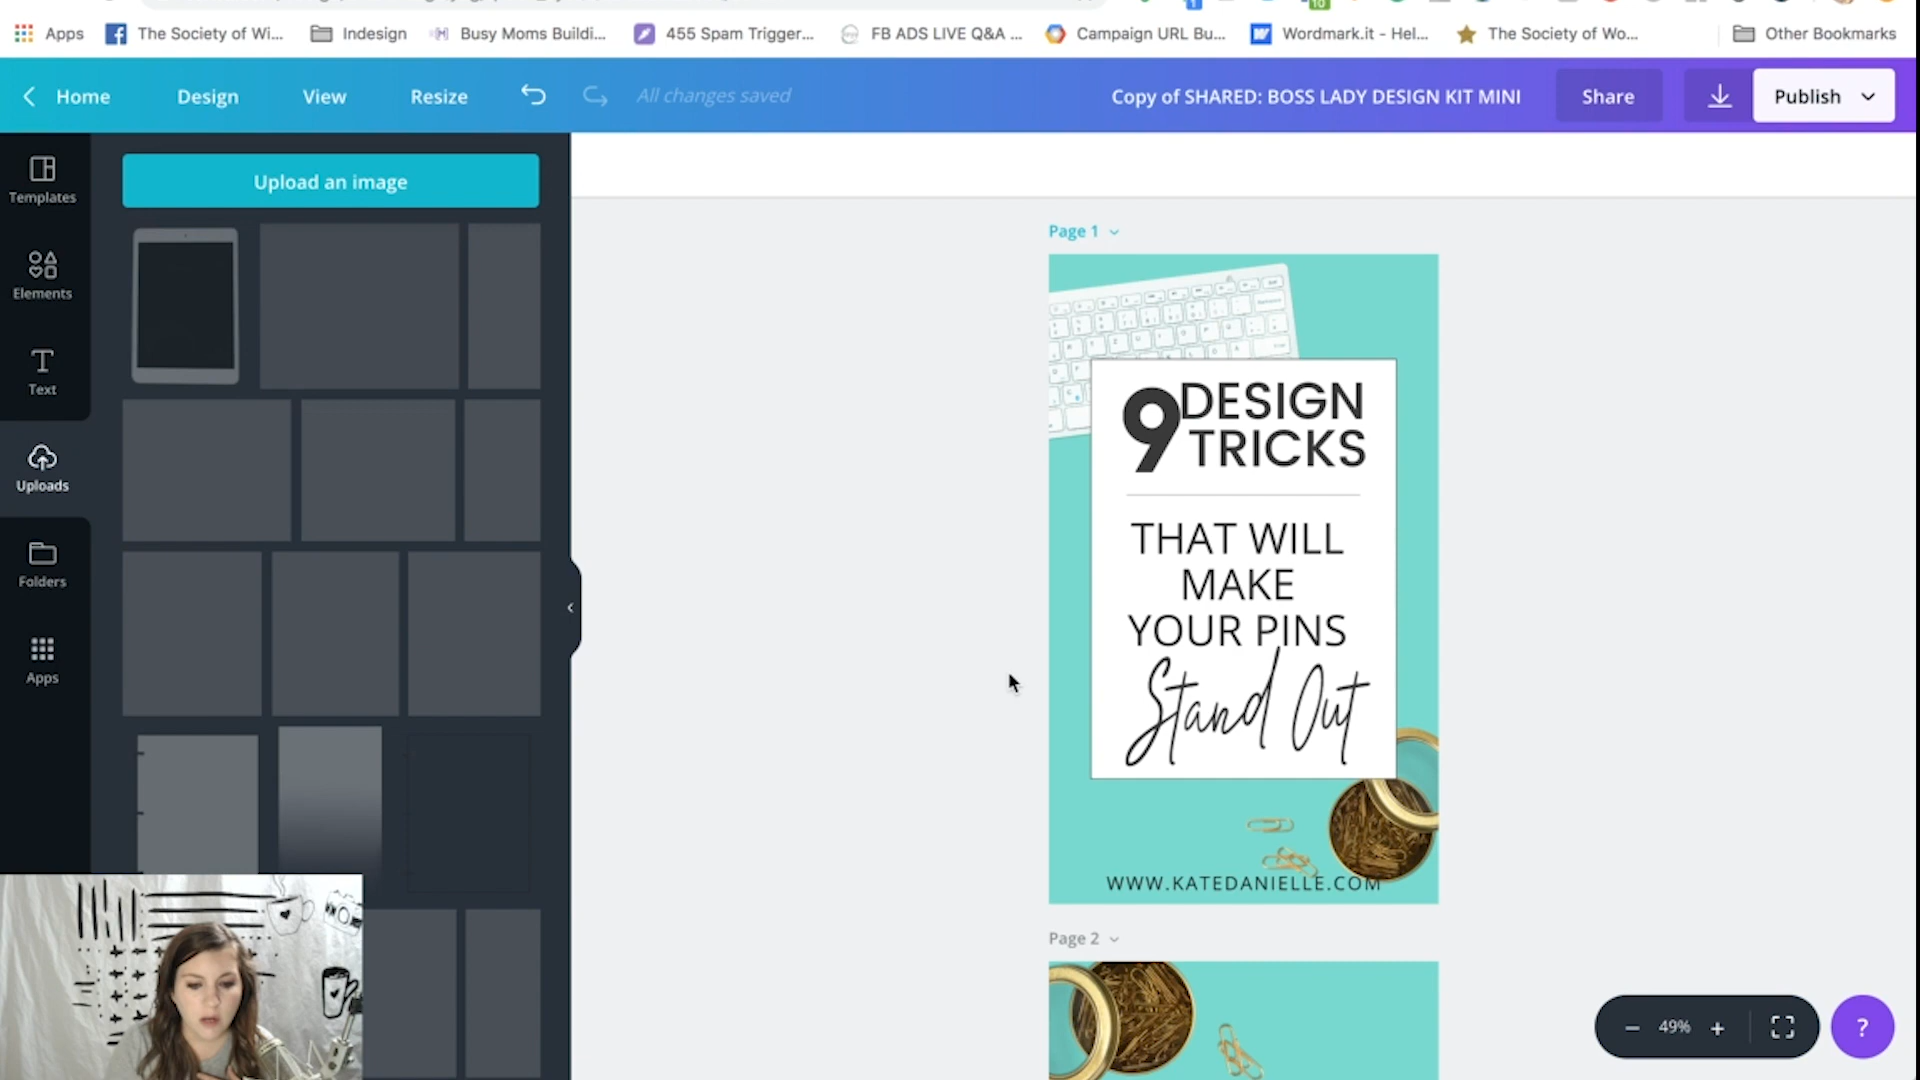 Apps
The Society of Wi...
Indesign
Busy Moms Buildi...
455 Spam Trigger...
FB ADS LIVE Q&A ...
Campaign URL Bu...
Wordmark.it - Hel...
The Society of Wo...
Other Bookmarks
Home
Design
View
Resize
All changes saved
Copy of SHARED: BOSS LADY DESIGN KIT MINI
Share
Publish
Templates
Elements
Text
Uploads
Folders
Apps
Upload an image
Page 1
9 DESIGN
TRICKS
THAT WILL
MAKE
YOUR PINS
Stand Out
WWW.KATEDANIELLE.COM
Page 2
49%
?